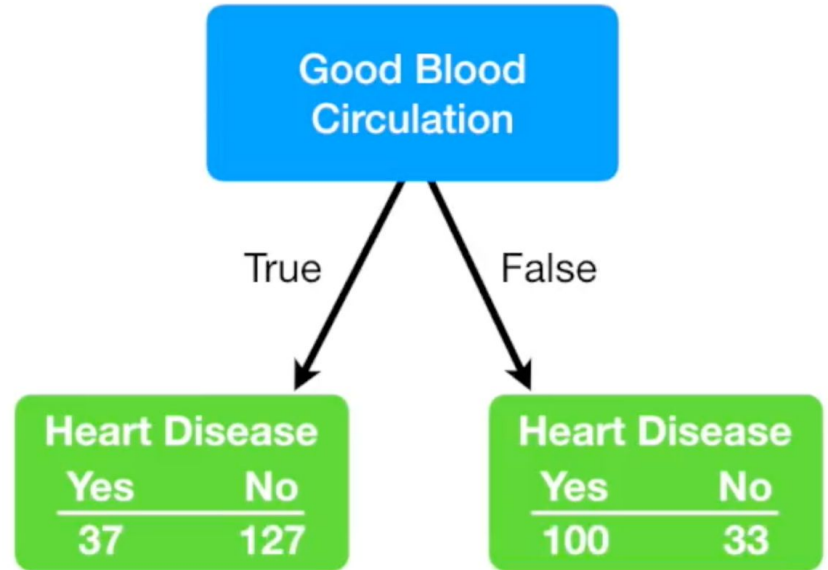 Good Blood
Circulation
True
False
Heart Disease
Yes No
37 127
Heart Disease
Yes No
100 33